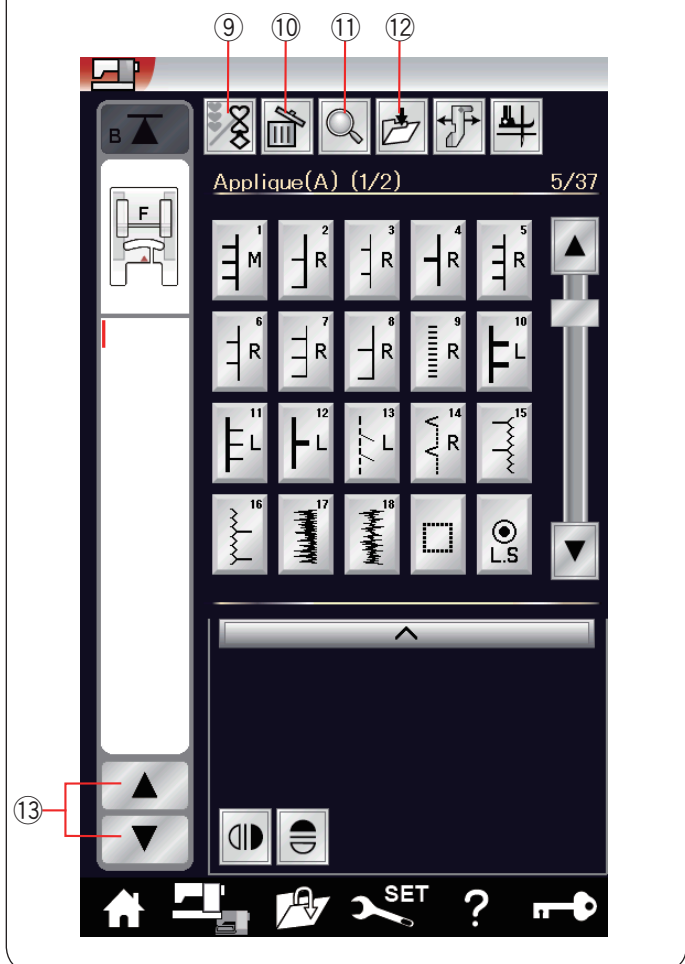 ⑨ ⑩ ⑪ ⑫
B
Applique(A) (1/2) 5/37
F
1 M 2 R 3 R 4 R 5 R
6 R 7 R 8 R 9 R 10 L
11 L 12 L 13 L 14 R 15
16 17 18 L.S
⑬
SET ?